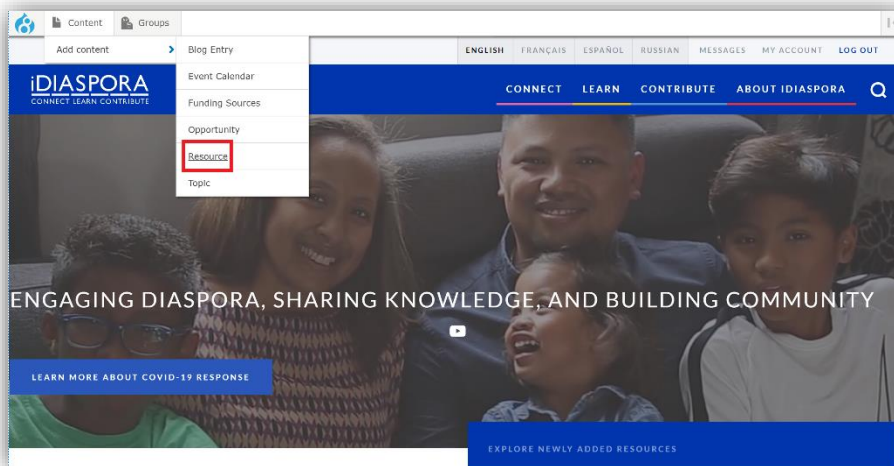 Content Groups
Add content Blog Entry
Event Calendar
Funding Sources
Opportunity
Resource
Topic
ENGLISH FRANÇAIS ESPAÑOL RUSSIAN MESSAGES MY ACCOUNT LOG OUT
iDIASPORA
CONNECT LEARN CONTRIBUTE
CONNECT LEARN CONTRIBUTE ABOUT IDIASPORA
ENGAGING DIASPORA, SHARING KNOWLEDGE, AND BUILDING COMMUNITY
LEARN MORE ABOUT COVID-19 RESPONSE
EXPLORE NEWLY ADDED RESOURCES